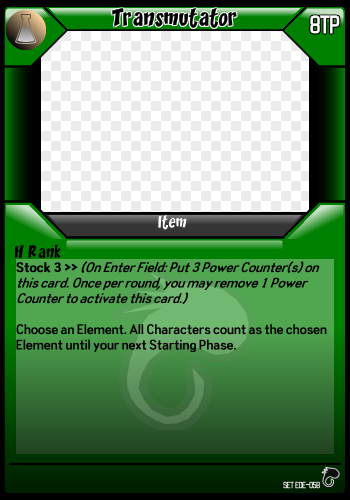 Transmutator
8TP
Item
H Rank
Stock 3 >> (On Enter Field: Put 3 Power Counter(s) on
this card. Once per round, you may remove 1 Power
Counter to activate this card.)
Choose an Element. All Characters count as the chosen
Element until your next Starting Phase.
SET EDE-058